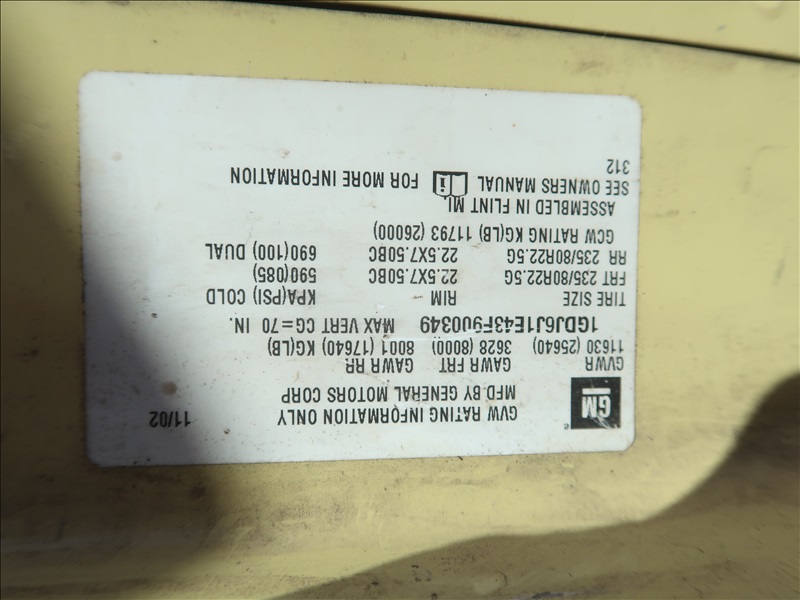 GM
GVW RATING INFORMATION ONLY 11/02
MFD BY GENERAL MOTORS CORP
GVWR GAWR FRT GAWR RR
11630 (25640) 3628 (8000) 8001 (17640) KG(LB)
1GDJ6J1E43F900349 MAX VERT CG=70 IN.
TIRE SIZE RIM KPA(PSI) COLD
FRT 235/80R22.5G 22.5X7.50BC 590(085)
RR 235/80R22.5G 22.5X7.50BC 690(100) DUAL
GCW RATING KG(LB) 11793 (26000)
ASSEMBLED IN FLINT MI.
SEE OWNERS MANUAL i FOR MORE INFORMATION
312